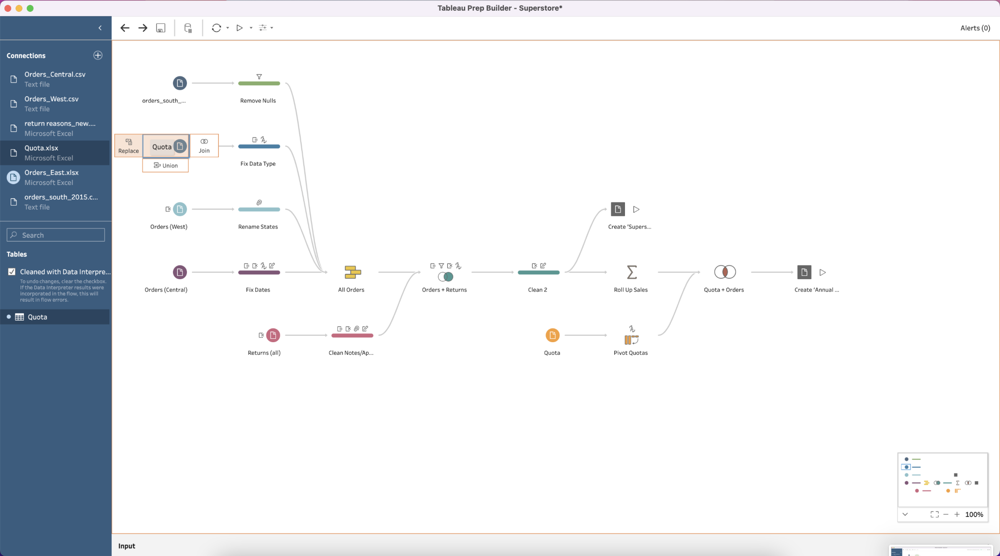 Tableau Prep Builder - Superstore*
Alerts (0)
Connections
Orders_Central.csv
Text file
Orders_West.csv
Text file
return reasons_new....
Microsoft Excel
Quota.xlsx
Microsoft Excel
Orders_East.xlsx
Microsoft Excel
orders_south_2015.c...
Text file
Search
Tables
Cleaned with Data Interpre...
To undo changes, clear the checkbox.
If the Data Interpreter results were
incorporated in the flow, this will
result in flow errors.
Quota
orders_south_...
Remove Nulls
Replace
Quota
Join
Union
Fix Data Type
Orders (West)
Rename States
Create 'Supers...
Orders (Central)
Fix Dates
All Orders
Orders + Returns
Clean 2
Roll Up Sales
Quota + Orders
Create 'Annual ...
Returns (all)
Clean Notes/Ap...
Quota
Pivot Quotas
100%
Input